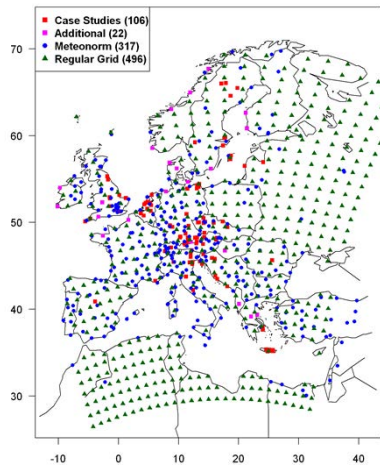 Case Studies (106)
Additional (22)
Meteonorm (317)
Regular Grid (496)
70
60
50
40
30
-10 0 10 20 30 40